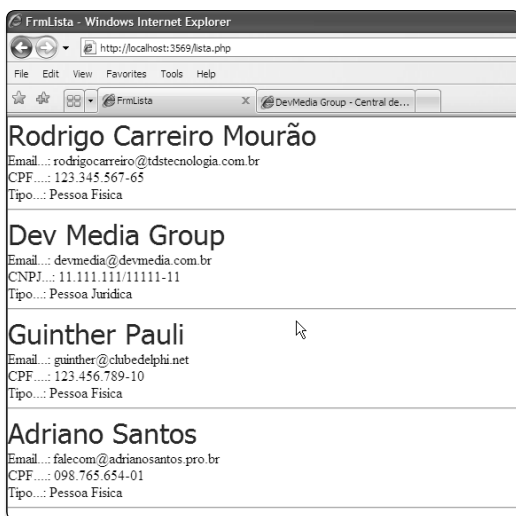 FrmLista - Windows Internet Explorer
http://localhost:3569/lista.php
File Edit View Favorites Tools Help
FrmLista X DevMedia Group - Central de...
Rodrigo Carreiro Mourão
Email...: rodrigocarreiro@tdstecnologia.com.br
CPF....: 123.345.567-65
Tipo...: Pessoa Fisica
Dev Media Group
Email...: devmedia@devmedia.com.br
CNPJ...: 11.111.111/11111-11
Tipo...: Pessoa Juridica
Guinther Pauli
Email...: guinther@clubedelphi.net
CPF....: 123.456.789-10
Tipo...: Pessoa Fisica
Adriano Santos
Email...: falecom@adrianosantos.pro.br
CPF....: 098.765.654-01
Tipo...: Pessoa Fisica